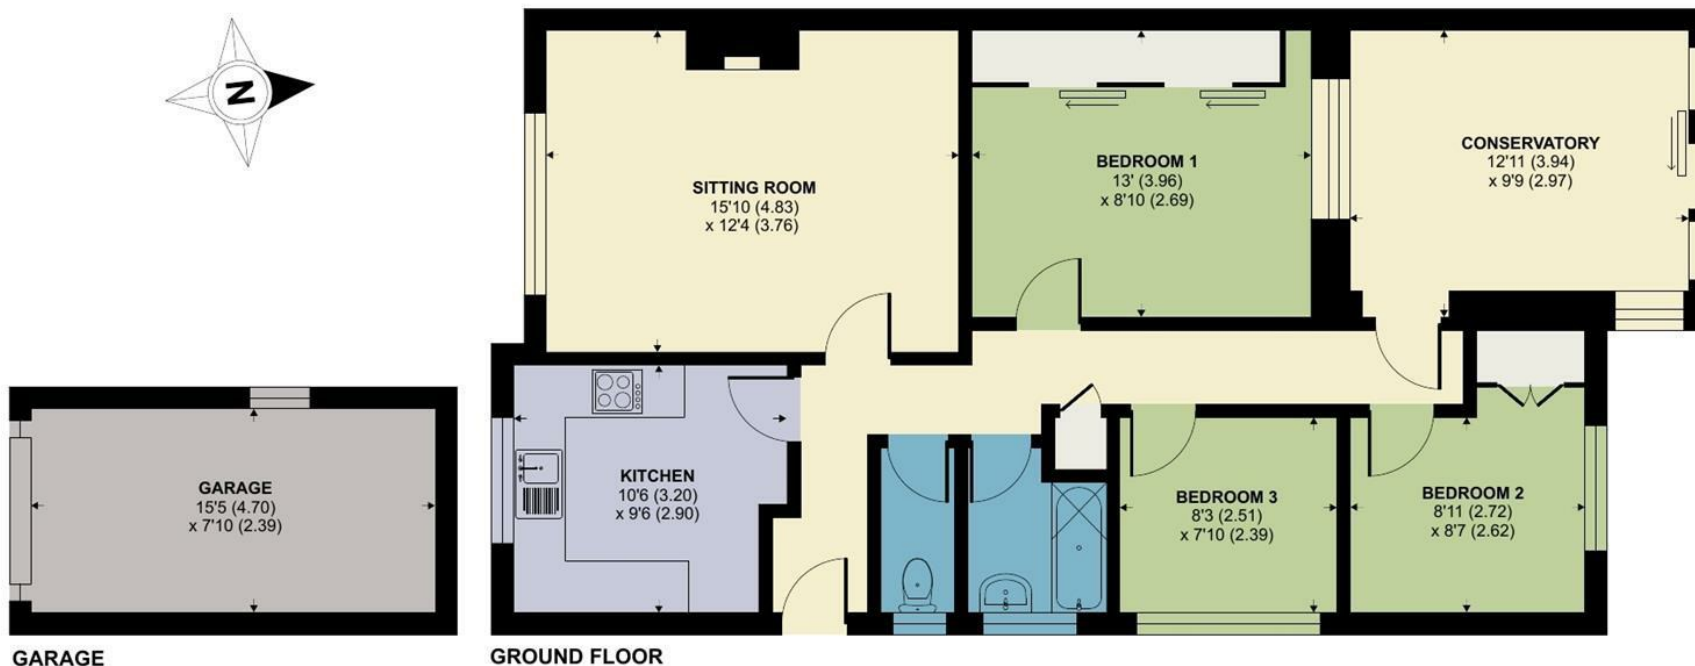 N
SITTING ROOM
15'10 (4.83)
x 12'4 (3.76)
BEDROOM 1
13' (3.96)
x 8'10 (2.69)
CONSERVATORY
12'11 (3.94)
x 9'9 (2.97)
GARAGE
15'5 (4.70)
x 7'10 (2.39)
KITCHEN
10'6 (3.20)
x 9'6 (2.90)
BEDROOM 3
8'3 (2.51)
x 7'10 (2.39)
BEDROOM 2
8'11 (2.72)
x 8'7 (2.62)
GARAGE
GROUND FLOOR